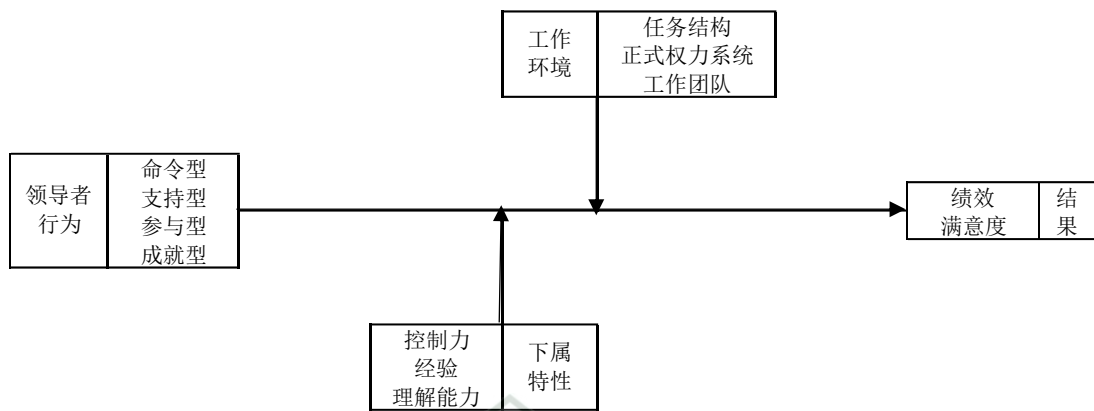 工作
环境
任务结构
正式权力系统
工作团队
领导者
行为
命令型
支持型
参与型
成就型
绩效
满意度
结
果
控制力
经验
理解能力
下属
特性